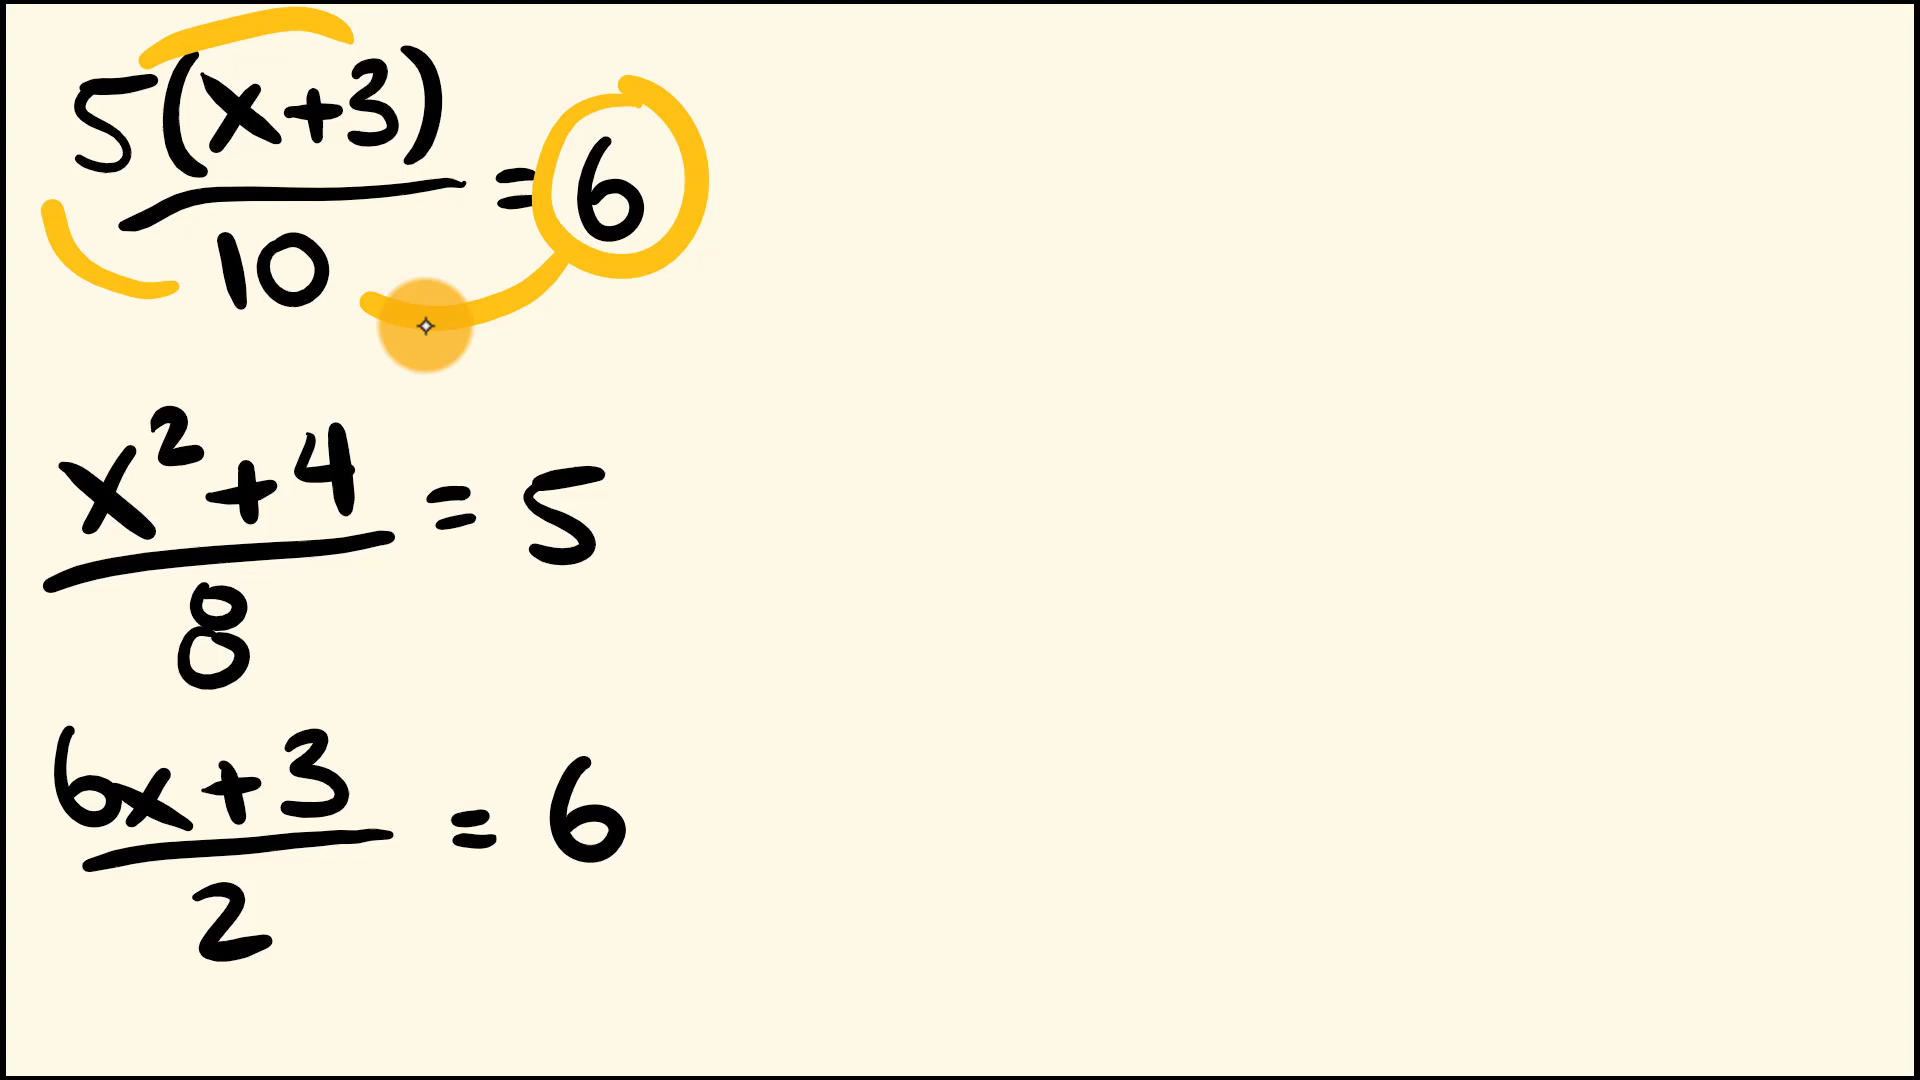 5(x+3)
10
= 6
x²+4
8
= 5
6x+3
2
= 6